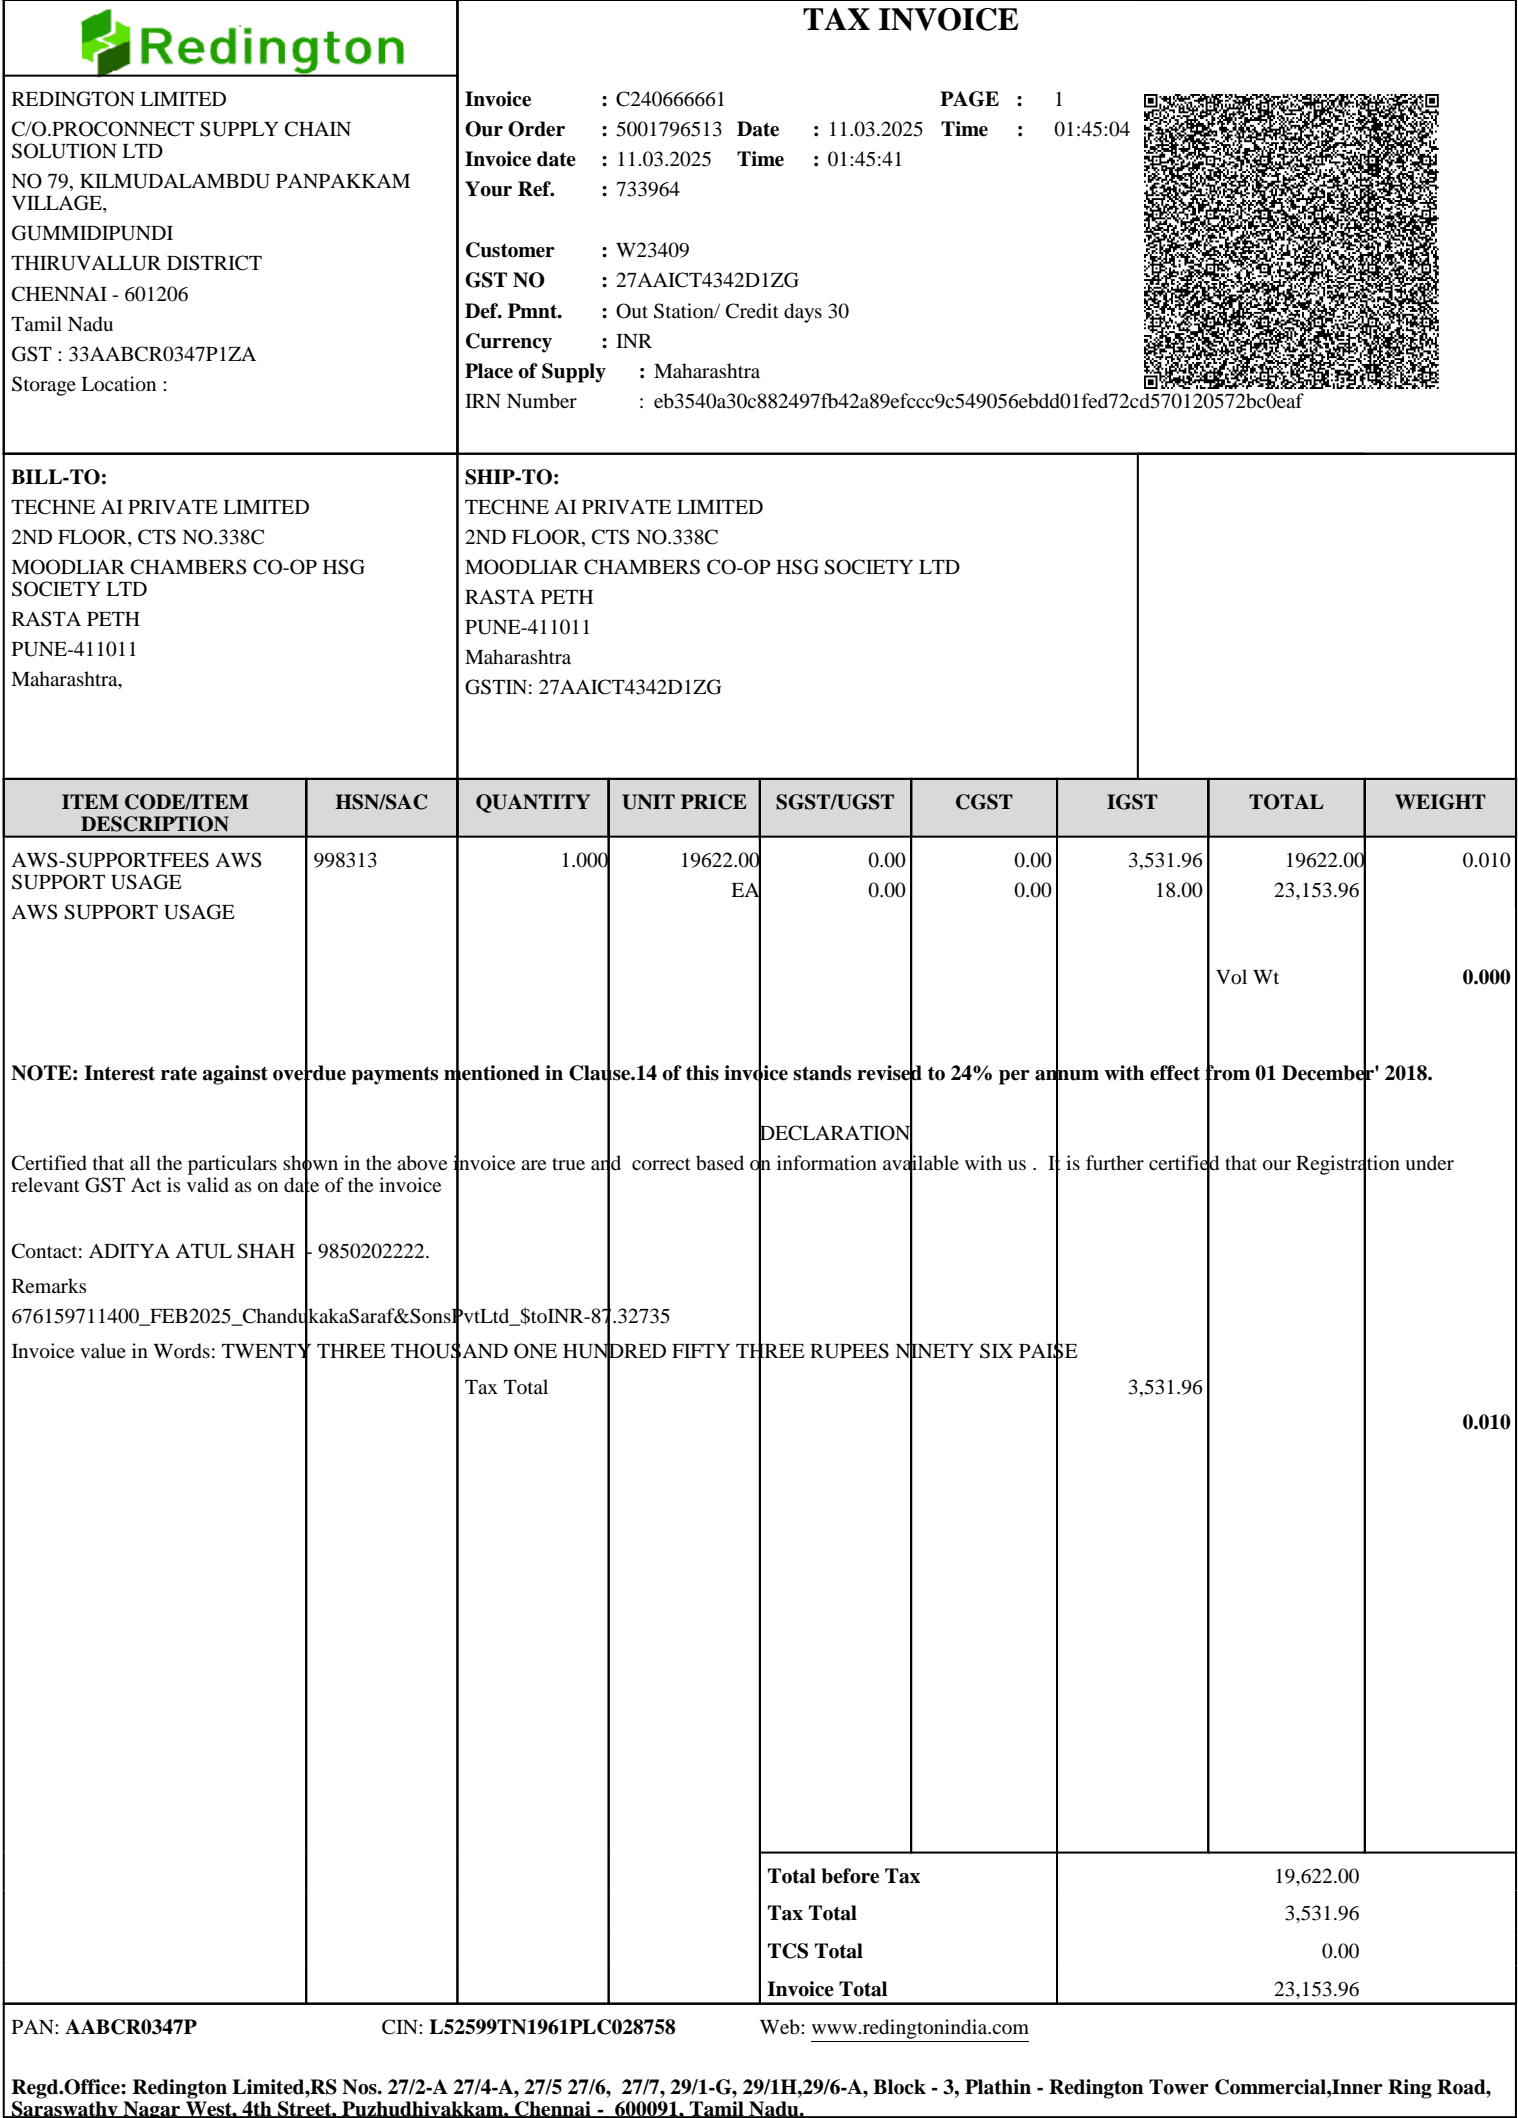 Redington
TAX INVOICE
REDINGTON LIMITED
C/O.PROCONNECT SUPPLY CHAIN
SOLUTION LTD
NO 79, KILMUDALAMBDU PANPAKKAM
VILLAGE,
GUMMIDIPUNDI
THIRUVALLUR DISTRICT
CHENNAI - 601206
Tamil Nadu
GST : 33AABCR0347P1ZA
Storage Location :
Invoice : C240666661 PAGE : 1
Our Order : 5001796513 Date : 11.03.2025 Time : 01:45:04
Invoice date : 11.03.2025 Time : 01:45:41
Your Ref. : 733964
Customer : W23409
GST NO : 27AAICT4342D1ZG
Def. Pmnt. : Out Station/ Credit days 30
Currency : INR
Place of Supply : Maharashtra
IRN Number : eb3540a30c882497fb42a89efccc9c549056ebdd01fed72cd570120572bc0eaf
BILL-TO:
TECHNE AI PRIVATE LIMITED
2ND FLOOR, CTS NO.338C
MOODLIAR CHAMBERS CO-OP HSG
SOCIETY LTD
RASTA PETH
PUNE-411011
Maharashtra,
SHIP-TO:
TECHNE AI PRIVATE LIMITED
2ND FLOOR, CTS NO.338C
MOODLIAR CHAMBERS CO-OP HSG SOCIETY LTD
RASTA PETH
PUNE-411011
Maharashtra
GSTIN: 27AAICT4342D1ZG
ITEM CODE/ITEM DESCRIPTION HSN/SAC QUANTITY UNIT PRICE SGST/UGST CGST IGST TOTAL WEIGHT
AWS-SUPPORTFEES AWS 998313 1.000 19622.00 0.00 0.00 3,531.96 19622.00 0.010
SUPPORT USAGE EA 0.00 0.00 18.00 23,153.96
AWS SUPPORT USAGE
Vol Wt 0.000
NOTE: Interest rate against overdue payments mentioned in Clause.14 of this invoice stands revised to 24% per annum with effect from 01 December' 2018.
DECLARATION
Certified that all the particulars shown in the above invoice are true and correct based on information available with us . It is further certified that our Registration under
relevant GST Act is valid as on date of the invoice
Contact: ADITYA ATUL SHAH - 9850202222.
Remarks
676159711400_FEB2025_ChandukakaSaraf&SonsPvtLtd_$toINR-87.32735
Invoice value in Words: TWENTY THREE THOUSAND ONE HUNDRED FIFTY THREE RUPEES NINETY SIX PAISE
Tax Total 3,531.96
0.010
Total before Tax 19,622.00
Tax Total 3,531.96
TCS Total 0.00
Invoice Total 23,153.96
PAN: AABCR0347P CIN: L52599TN1961PLC028758 Web: www.redingtonindia.com
Regd.Office: Redington Limited,RS Nos. 27/2-A 27/4-A, 27/5 27/6, 27/7, 29/1-G, 29/1H,29/6-A, Block - 3, Plathin - Redington Tower Commercial,Inner Ring Road,
Saraswathy Nagar West, 4th Street, Puzhudhivakkam, Chennai - 600091, Tamil Nadu.